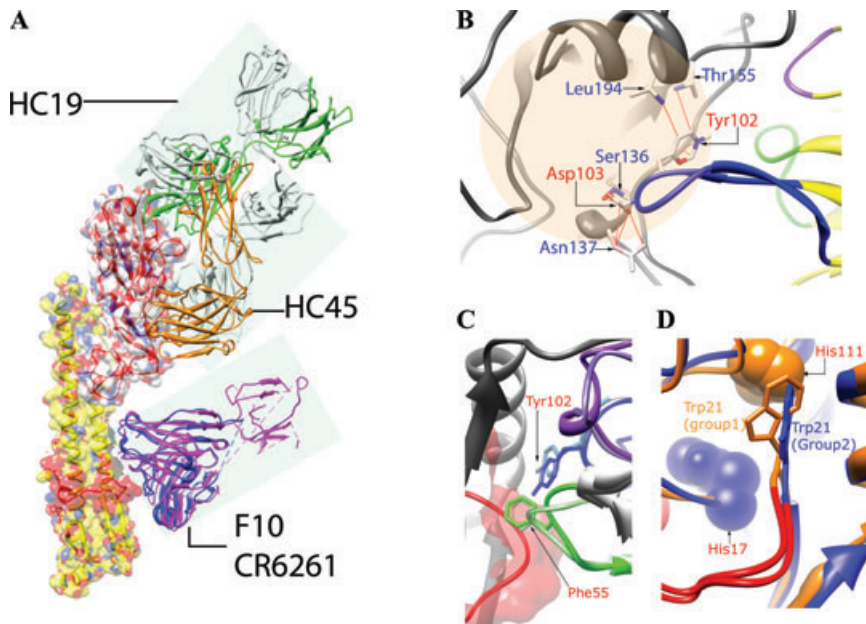 A
HC19
HC45
F10
CR6261
B
Leu194
Thr155
Tyr102
Ser136
Asp103
Asn137
C
Tyr102
Phe55
D
His111
Trp21
(group1)
Trp21
(Group2)
His17